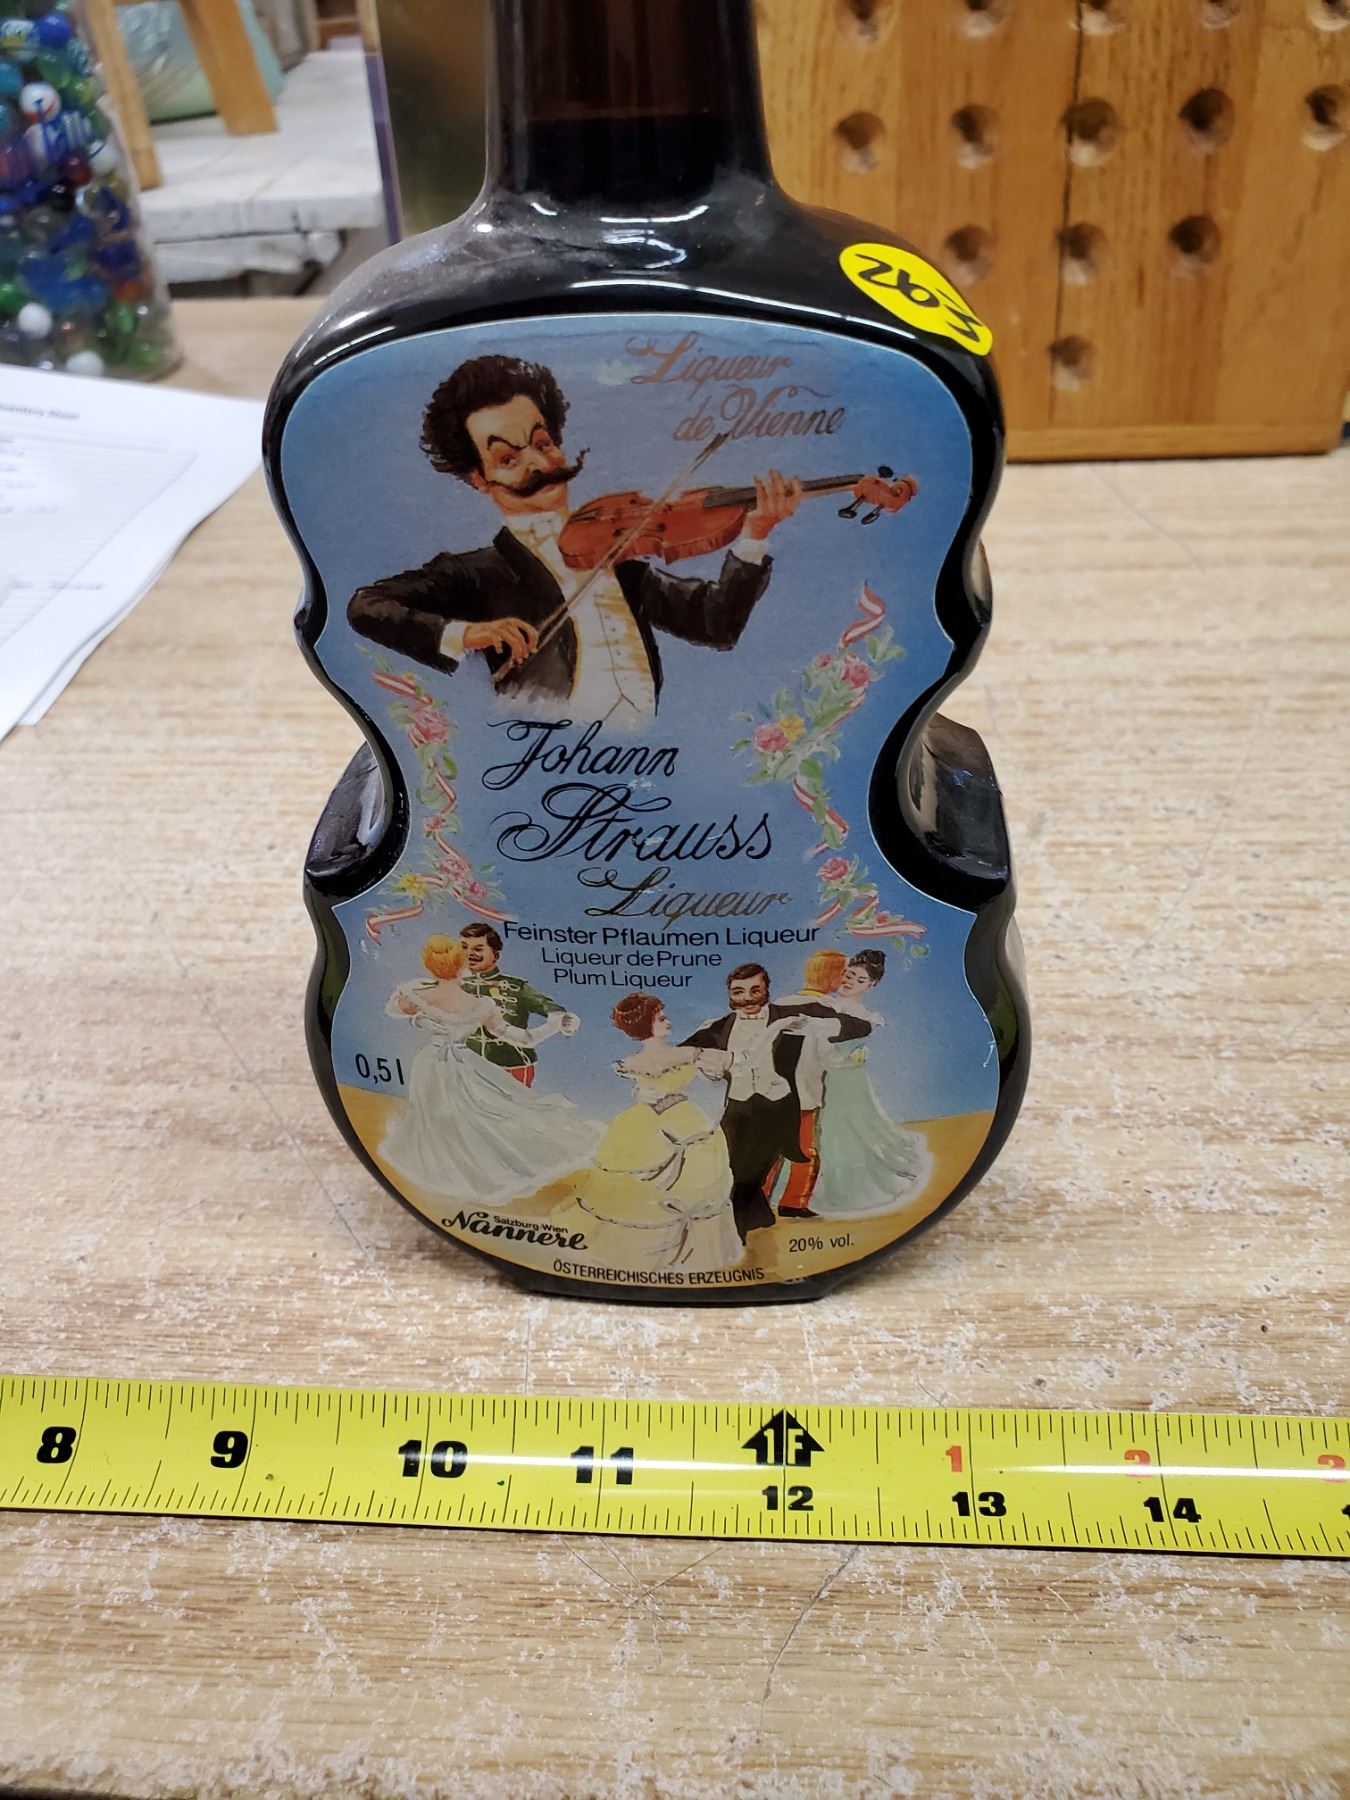 Liqueur
de Vienne
Johann
Strauss
Liqueur
Feinster Pflaumen Liqueur
Liqueur de Prune
Plum Liqueur
0,5 l
Salzburg-Wien
Nannerl
20% vol.
ÖSTERREICHISCHES ERZEUGNIS
8 9 10 11 1F 1 2 3
12 13 14